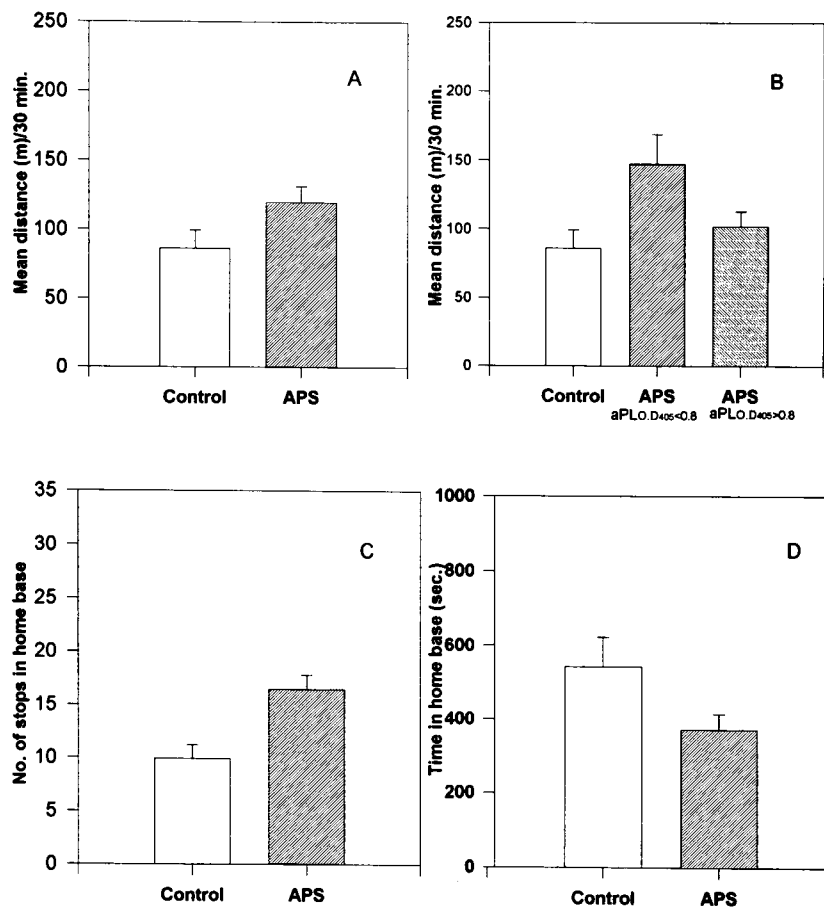 250
200
150
100
50
0
Mean distance (m)/30 min.
A
Control APS
250
200
150
100
50
0
Mean distance (m)/30 min.
B
Control APS APS
aPLO.D405<0.8 aPLO.D405>0.8
35
30
25
20
15
10
5
0
No. of stops in home base
C
Control APS
1000
800
600
400
200
0
Time in home base (sec.)
D
Control APS